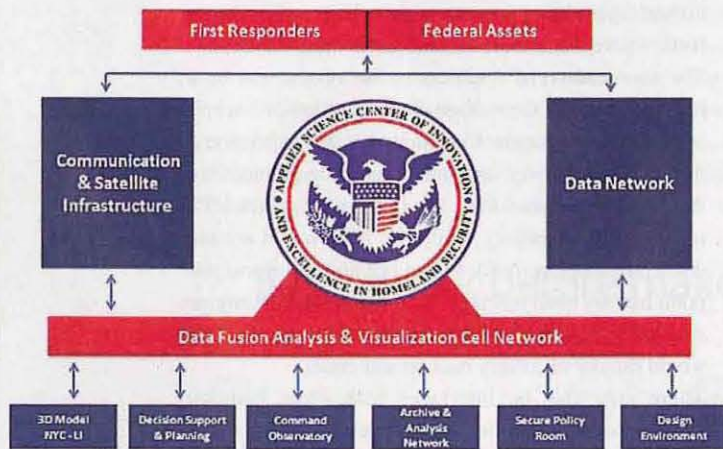 First Responders
Federal Assets
Communication
& Satellite
Infrastructure
APPLIED SCIENCE CENTER OF INNOVATION
AND EXCELLENCE IN HOMELAND SECURITY
Data Network
Data Fusion Analysis & Visualization Cell Network
3D Model
NYC - LI
Decision Support
& Planning
Command
Observatory
Archive &
Analysis
Network
Secure Policy
Room
Design
Environment